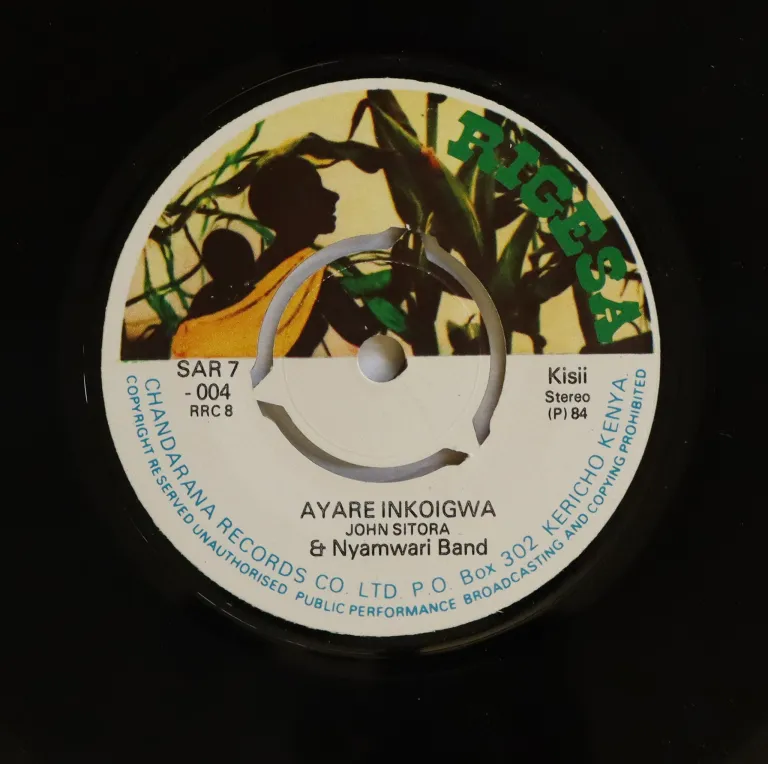 RIGESA
SAR 7
- 004
RRC 8
Kisii
Stereo
(P) 84
AYARE INKOIGWA
JOHN SITORA
& Nyamwari Band
CHANDARANA RECORDS CO. LTD. P.O. Box 302 KERICHO KENYA.
COPYRIGHT RESERVED UNAUTHORISED PUBLIC PERFORMANCE BROADCASTING AND COPYING PROHIBITED